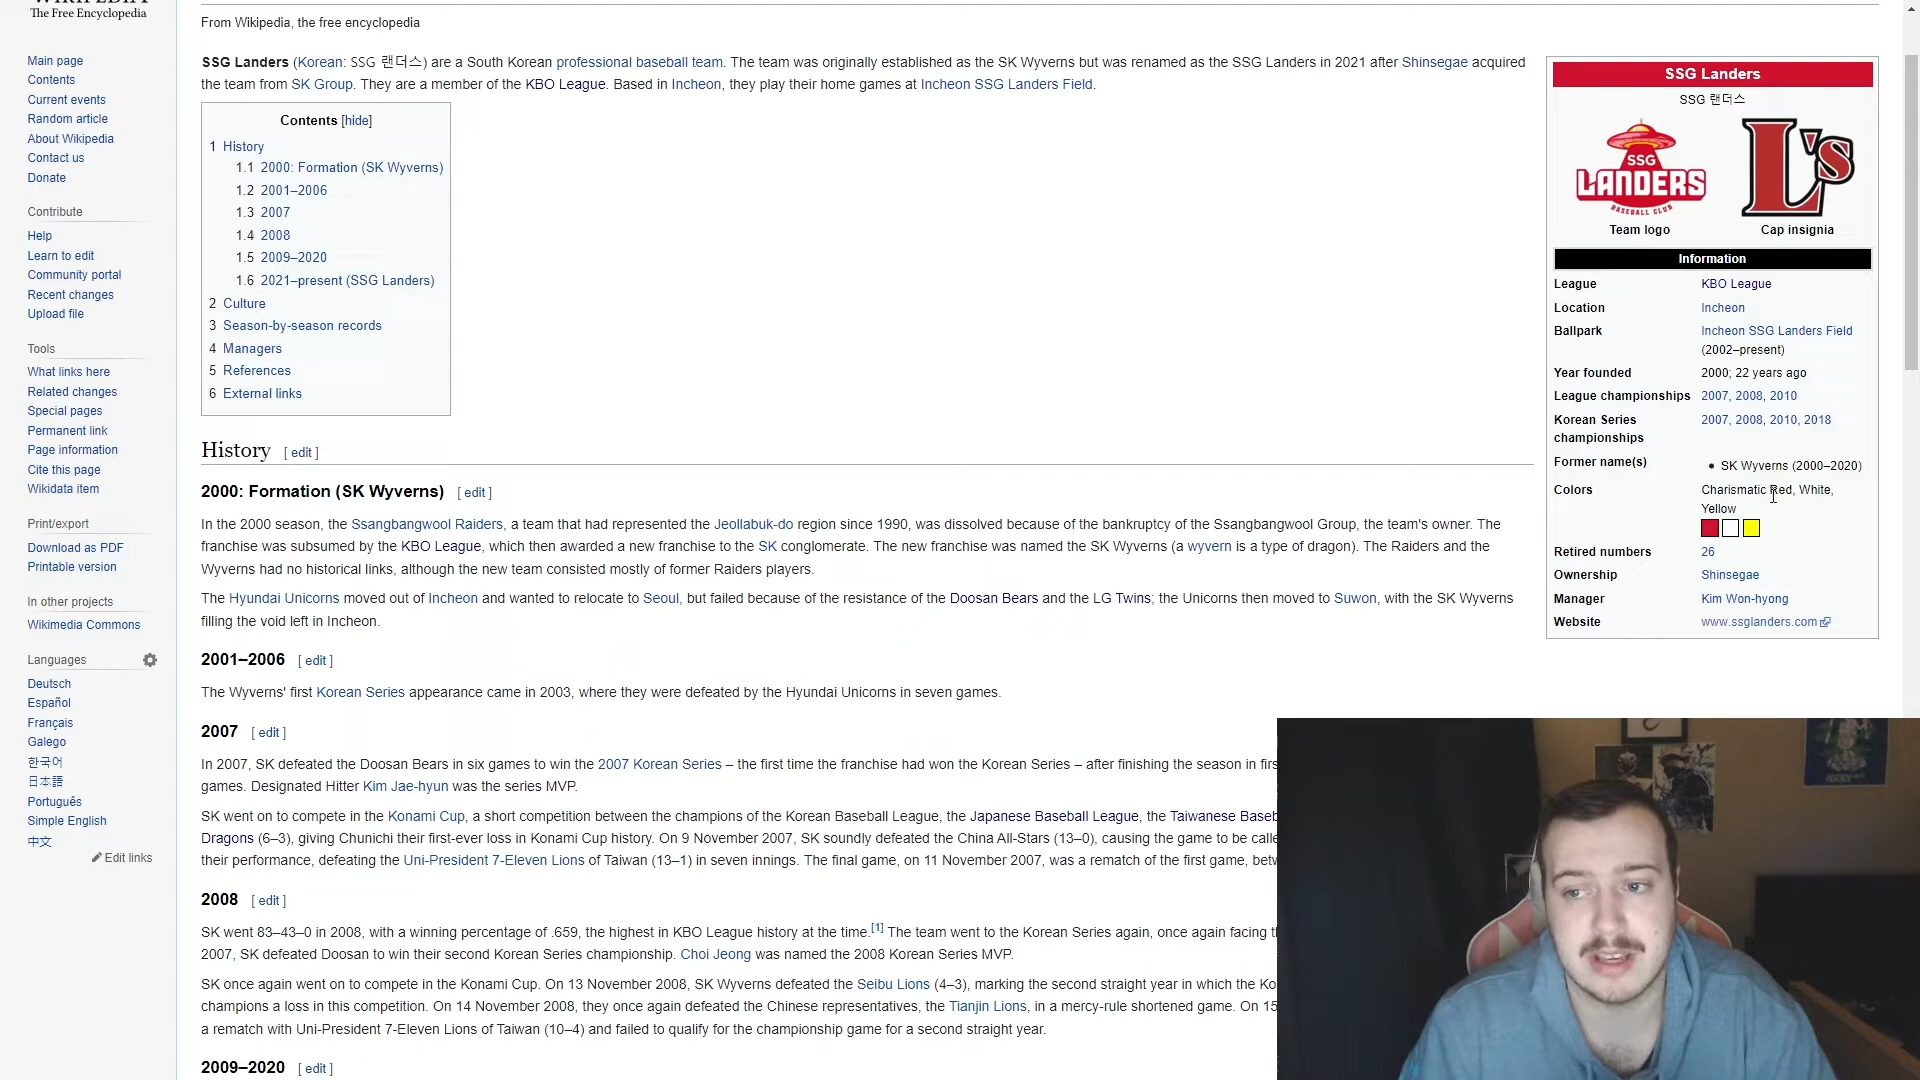 WIKIPEDIA
The Free Encyclopedia
Main page
Contents
Current events
Random article
About Wikipedia
Contact us
Donate
Contribute
Help
Learn to edit
Community portal
Recent changes
Upload file
Tools
What links here
Related changes
Special pages
Permanent link
Page information
Cite this page
Wikidata item
Print/export
Download as PDF
Printable version
In other projects
Wikimedia Commons
Languages
Deutsch
Español
Français
Galego
한국어
日本語
Português
Simple English
中文
Edit links
From Wikipedia, the free encyclopedia
SSG Landers (Korean: SSG 랜더스) are a South Korean professional baseball team. The team was originally established as the SK Wyverns but was renamed as the SSG Landers in 2021 after Shinsegae acquired
the team from SK Group. They are a member of the KBO League. Based in Incheon, they play their home games at Incheon SSG Landers Field.
Contents [hide]
1 History
1.1 2000: Formation (SK Wyverns)
1.2 2001–2006
1.3 2007
1.4 2008
1.5 2009–2020
1.6 2021–present (SSG Landers)
2 Culture
3 Season-by-season records
4 Managers
5 References
6 External links
History [ edit ]
2000: Formation (SK Wyverns) [ edit ]
In the 2000 season, the Ssangbangwool Raiders, a team that had represented the Jeollabuk-do region since 1990, was dissolved because of the bankruptcy of the Ssangbangwool Group, the team's owner. The
franchise was subsumed by the KBO League, which then awarded a new franchise to the SK conglomerate. The new franchise was named the SK Wyverns (a wyvern is a type of dragon). The Raiders and the
Wyverns had no historical links, although the new team consisted mostly of former Raiders players.
The Hyundai Unicorns moved out of Incheon and wanted to relocate to Seoul, but failed because of the resistance of the Doosan Bears and the LG Twins; the Unicorns then moved to Suwon, with the SK Wyverns
filling the void left in Incheon.
2001–2006 [ edit ]
The Wyverns' first Korean Series appearance came in 2003, where they were defeated by the Hyundai Unicorns in seven games.
2007 [ edit ]
In 2007, SK defeated the Doosan Bears in six games to win the 2007 Korean Series – the first time the franchise had won the Korean Series – after finishing the season in firs
games. Designated Hitter Kim Jae-hyun was the series MVP.
SK went on to compete in the Konami Cup, a short competition between the champions of the Korean Baseball League, the Japanese Baseball League, the Taiwanese Baseb
Dragons (6–3), giving Chunichi their first-ever loss in Konami Cup history. On 9 November 2007, SK soundly defeated the China All-Stars (13–0), causing the game to be calle
their performance, defeating the Uni-President 7-Eleven Lions of Taiwan (13–1) in seven innings. The final game, on 11 November 2007, was a rematch of the first game, betw
2008 [ edit ]
SK went 83–43–0 in 2008, with a winning percentage of .659, the highest in KBO League history at the time.[1] The team went to the Korean Series again, once again facing th
2007, SK defeated Doosan to win their second Korean Series championship. Choi Jeong was named the 2008 Korean Series MVP.
SK once again went on to compete in the Konami Cup. On 13 November 2008, SK Wyverns defeated the Seibu Lions (4–3), marking the second straight year in which the Ko
champions a loss in this competition. On 14 November 2008, they once again defeated the Chinese representatives, the Tianjin Lions, in a mercy-rule shortened game. On 15
a rematch with Uni-President 7-Eleven Lions of Taiwan (10–4) and failed to qualify for the championship game for a second straight year.
2009–2020 [ edit ]
SSG Landers
SSG 랜더스
SSG
LANDERS
BASEBALL CLUB
L's
Team logo Cap insignia
Information
League KBO League
Location Incheon
Ballpark Incheon SSG Landers Field
(2002–present)
Year founded 2000; 22 years ago
League championships 2007, 2008, 2010
Korean Series 2007, 2008, 2010, 2018
championships
Former name(s) • SK Wyverns (2000–2020)
Colors Charismatic Red, White,
Yellow
Retired numbers 26
Ownership Shinsegae
Manager Kim Won-hyong
Website www.ssglanders.com